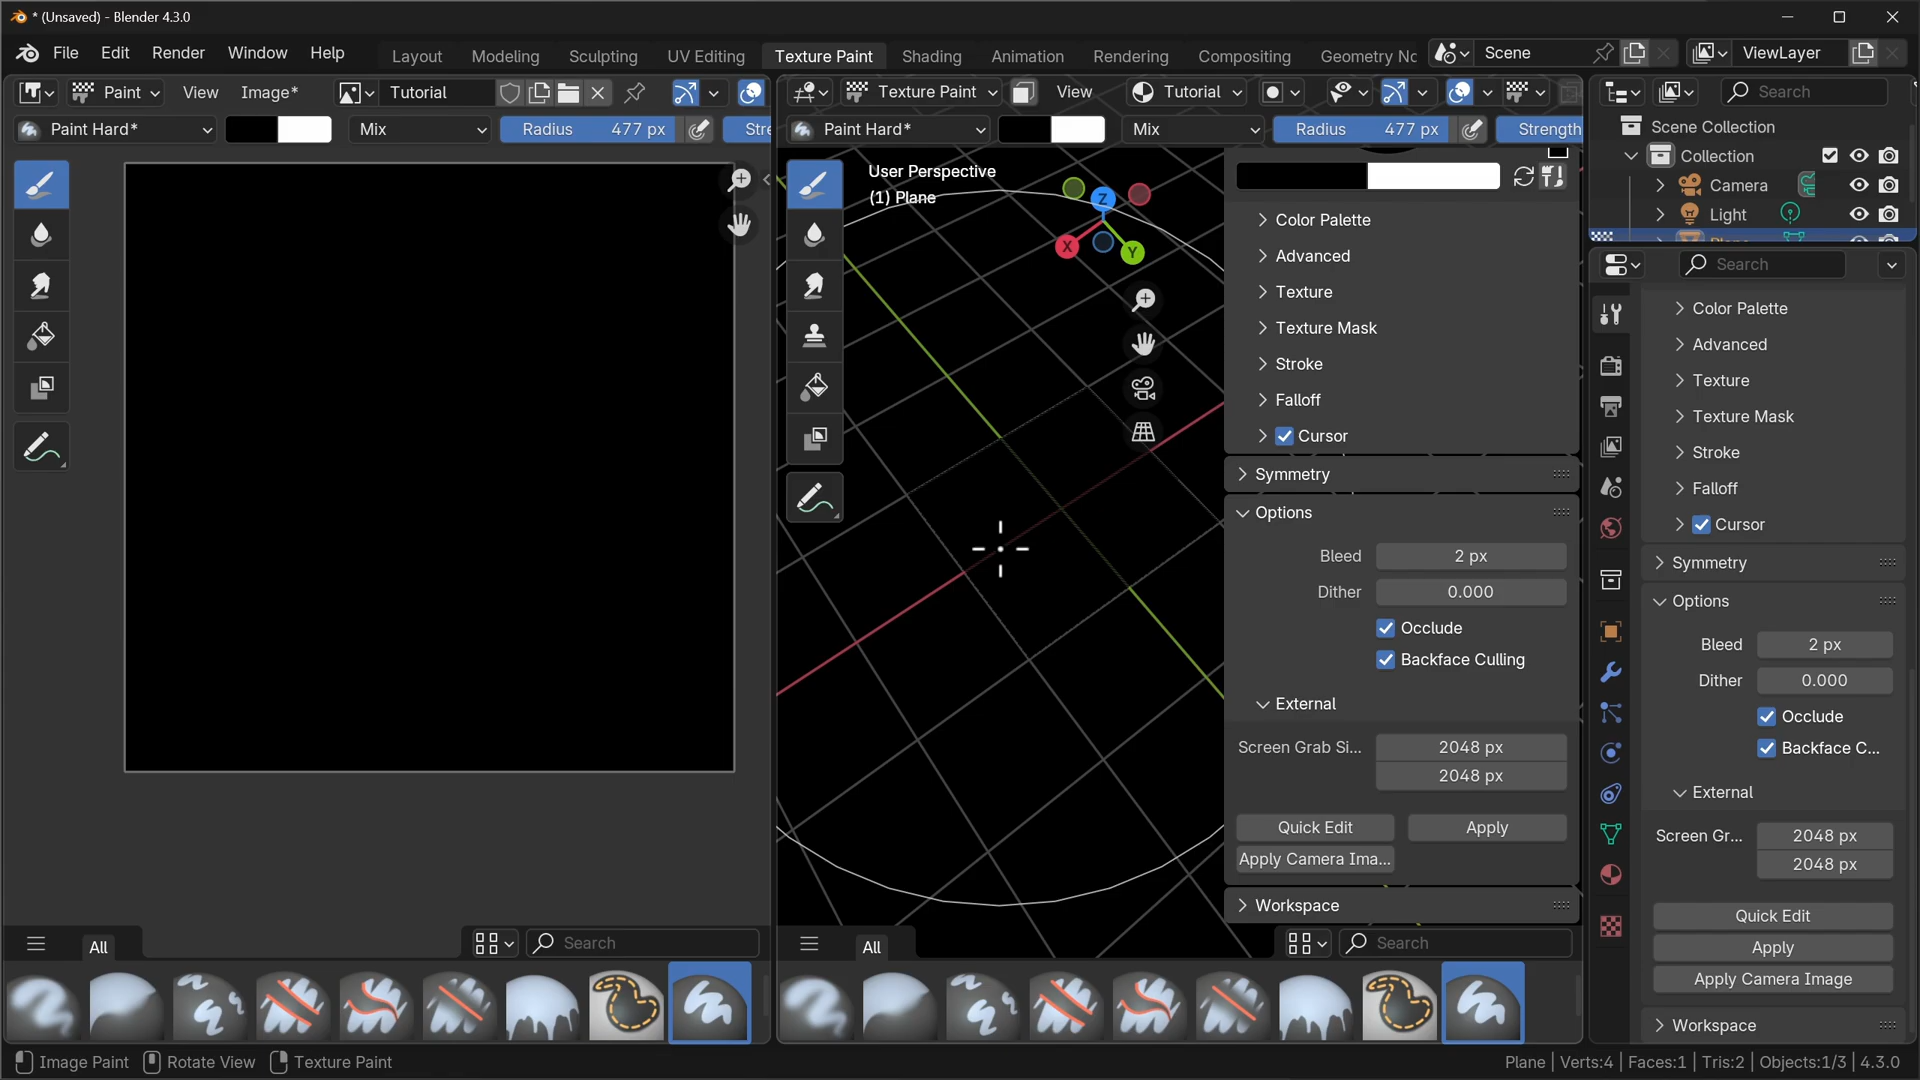 * (Unsaved) - Blender 4.3.0
File Edit Render Window Help Layout Modeling Sculpting UV Editing Texture Paint Shading Animation Rendering Compositing Geometry Nc Scene ViewLayer
Paint View Image* Tutorial
Texture Paint View Tutorial
Search
Paint Hard* Mix Radius 477 px Stre
Paint Hard* Mix Radius 477 px Strength
Scene Collection
Collection
Camera
Light
User Perspective
(1) Plane
Z
X
Y
Color Palette
Advanced
Texture
Texture Mask
Stroke
Falloff
Cursor
Symmetry
Options
Bleed 2 px
Dither 0.000
Occlude
Backface Culling
External
Screen Grab Si... 2048 px
2048 px
Quick Edit Apply
Apply Camera Ima...
Workspace
Search
Color Palette
Advanced
Texture
Texture Mask
Stroke
Falloff
Cursor
Symmetry
Options
Bleed 2 px
Dither 0.000
Occlude
Backface C...
External
Screen Gr... 2048 px
2048 px
Quick Edit
Apply
Apply Camera Image
Workspace
All Search
All Search
Image Paint Rotate View Texture Paint
Plane | Verts:4 | Faces:1 | Tris:2 | Objects:1/3 | 4.3.0